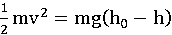 ½ mv² = mg(h₀ − h)